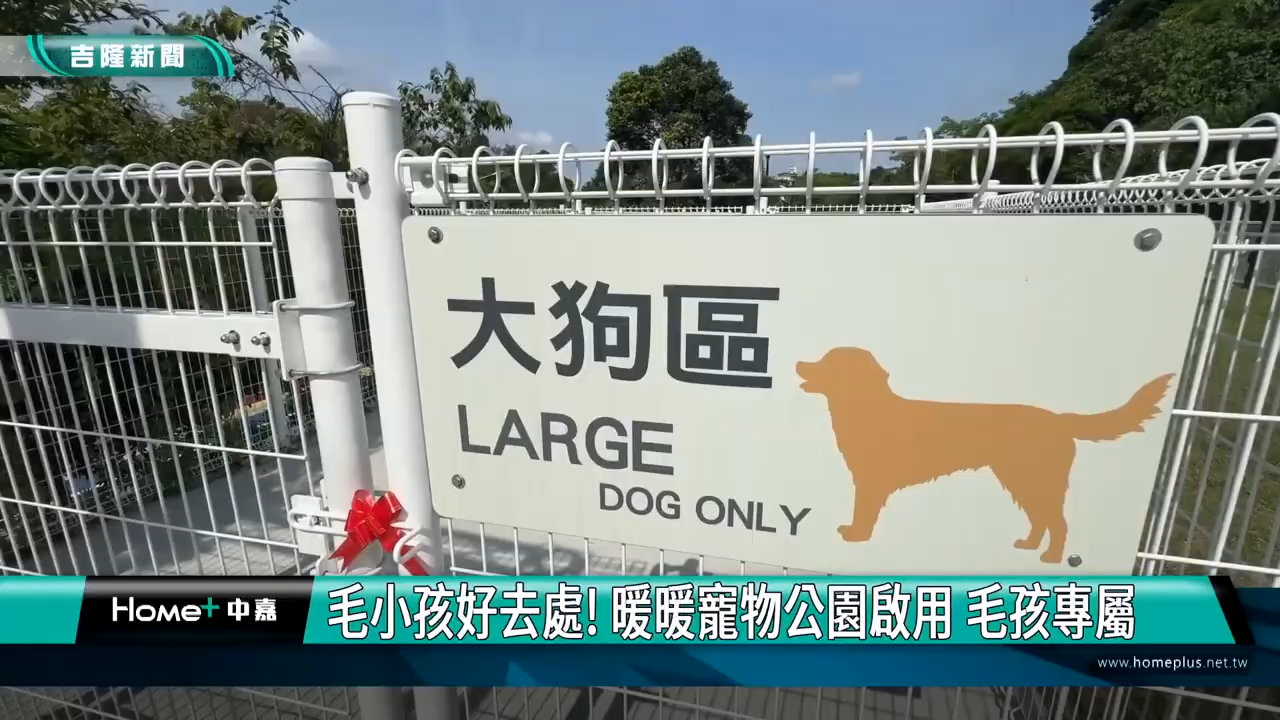 吉隆新聞
大狗區
LARGE
DOG ONLY
Home+中嘉
毛小孩好去處! 暖暖寵物公園啟用 毛孩專屬
www.homeplus.net.tw